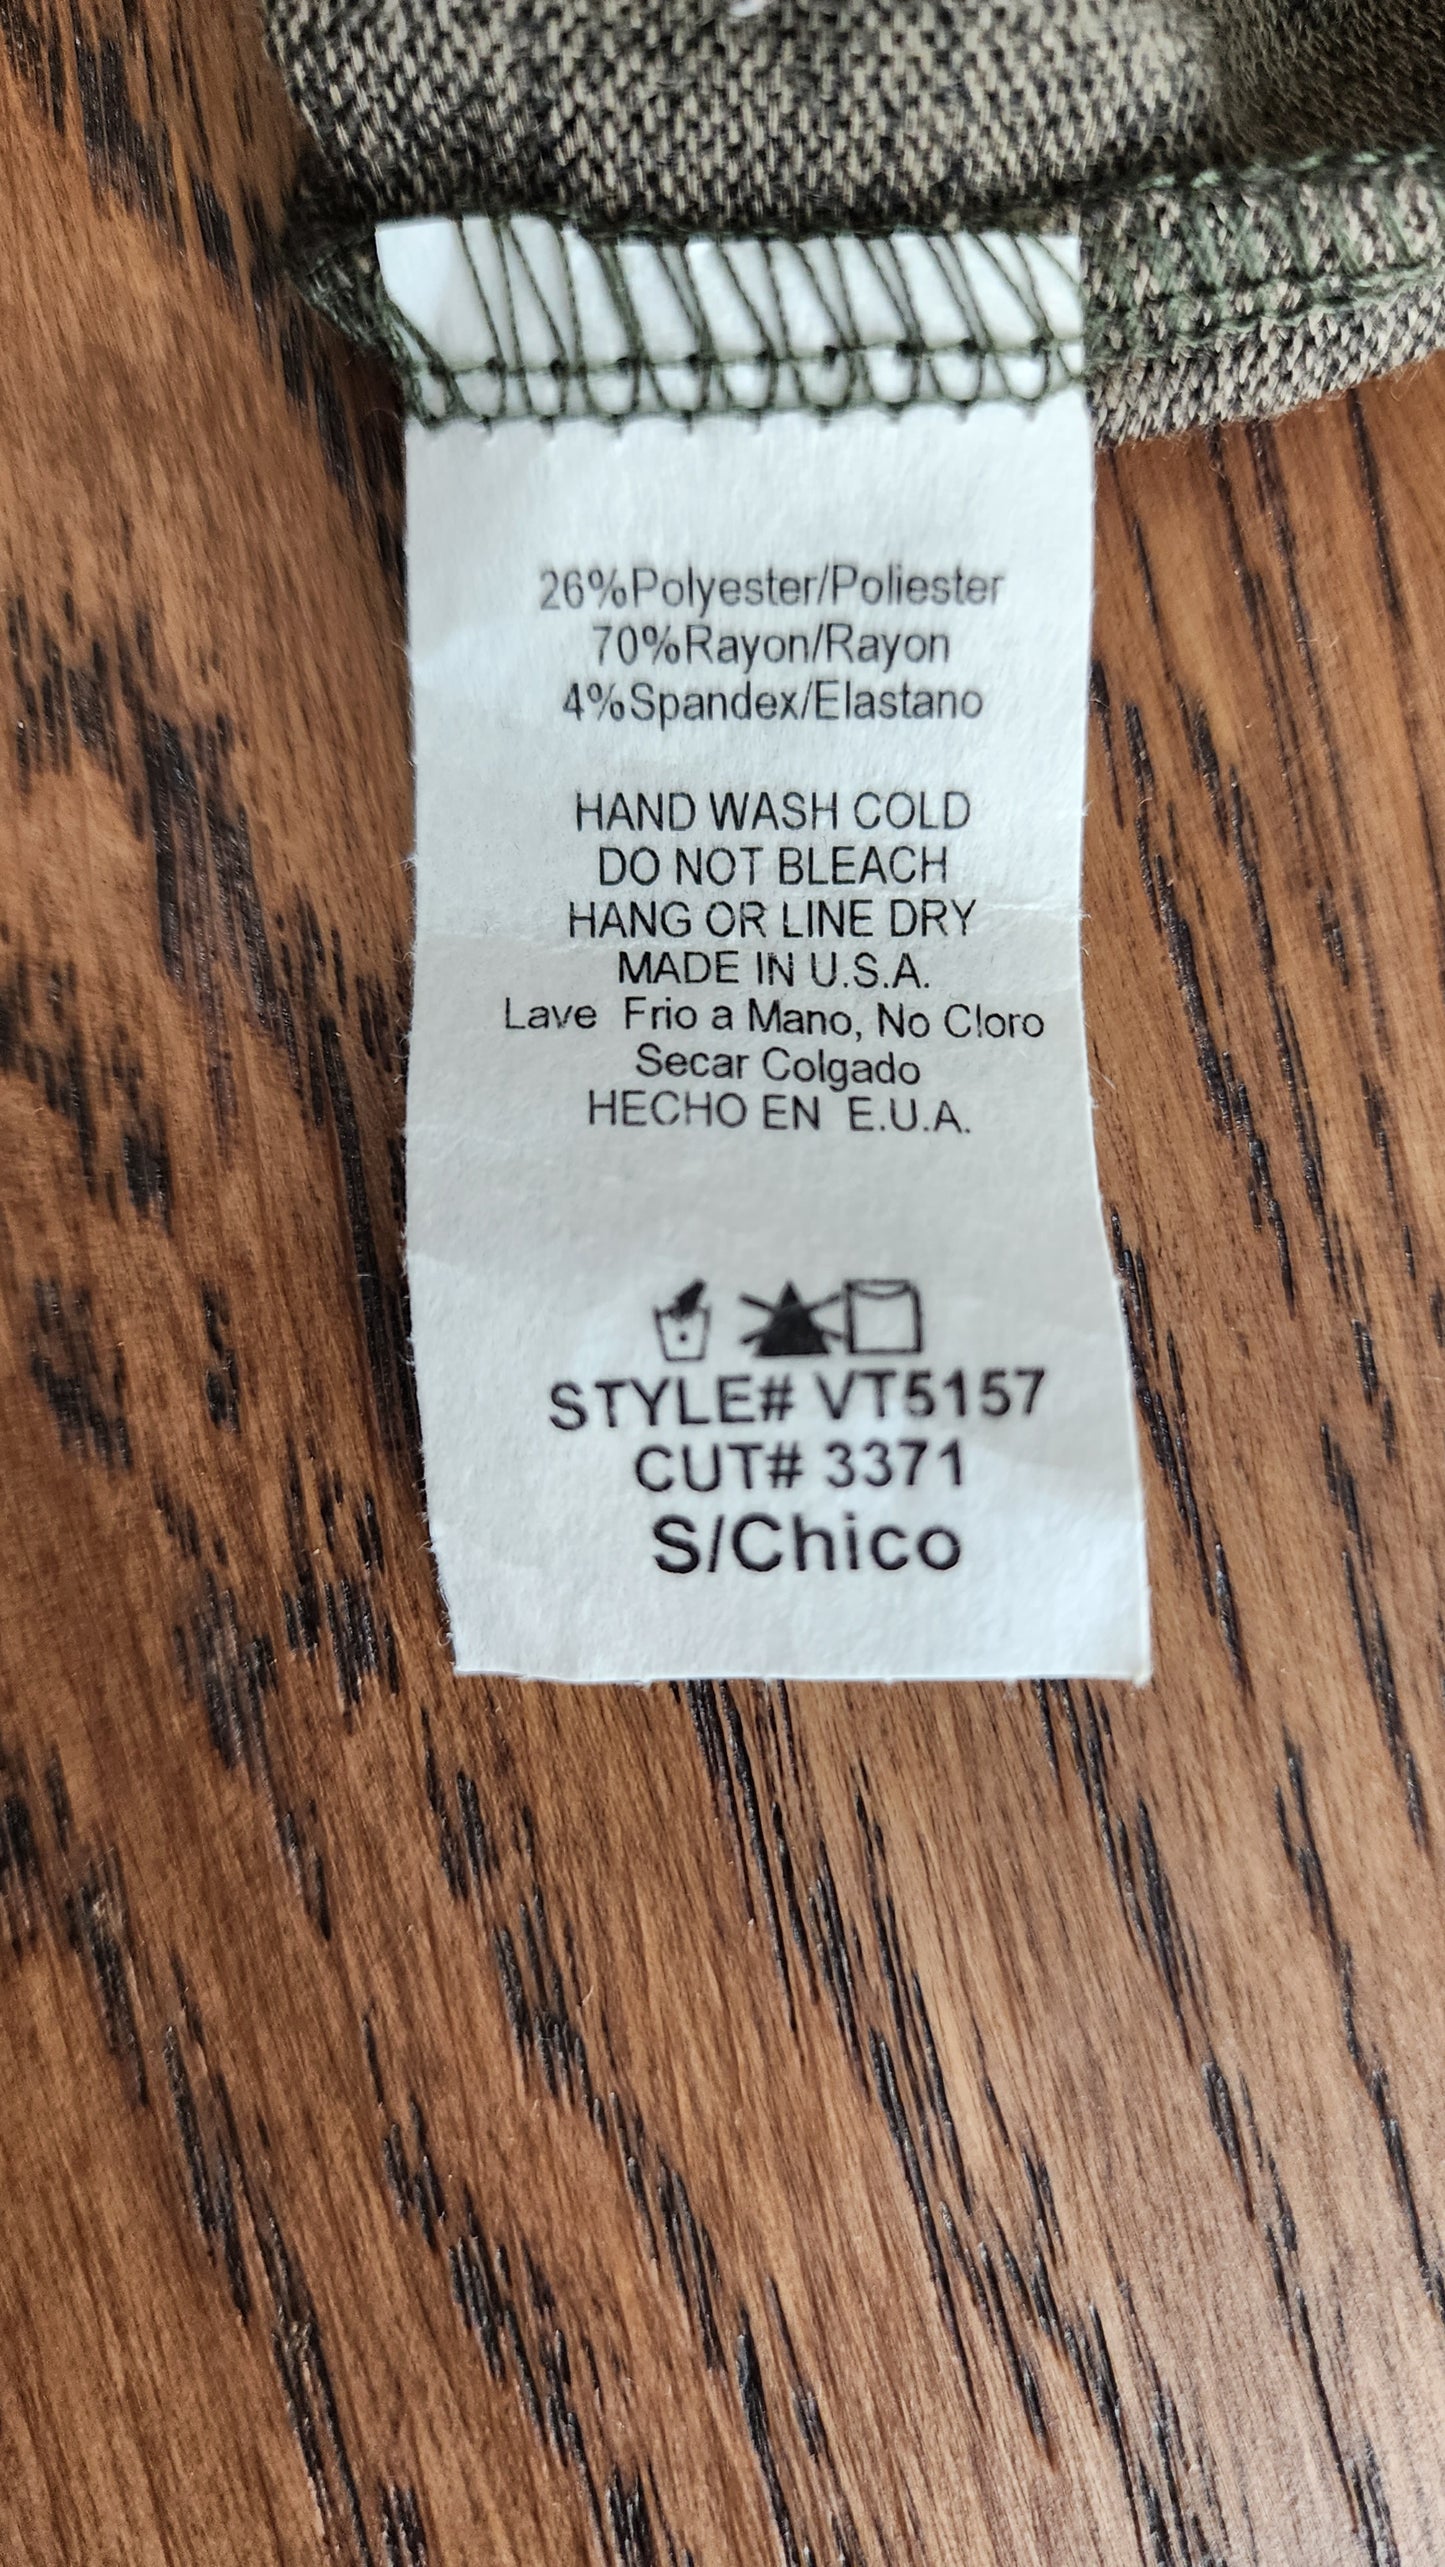 26%Polyester/Poliester
70%Rayon/Rayon
4%Spandex/Elastano
HAND WASH COLD
DO NOT BLEACH
HANG OR LINE DRY
MADE IN U.S.A.
Lave Frio a Mano, No Cloro
Secar Colgado
HECHO EN E.U.A.
STYLE# VT5157
CUT# 3371
S/Chico